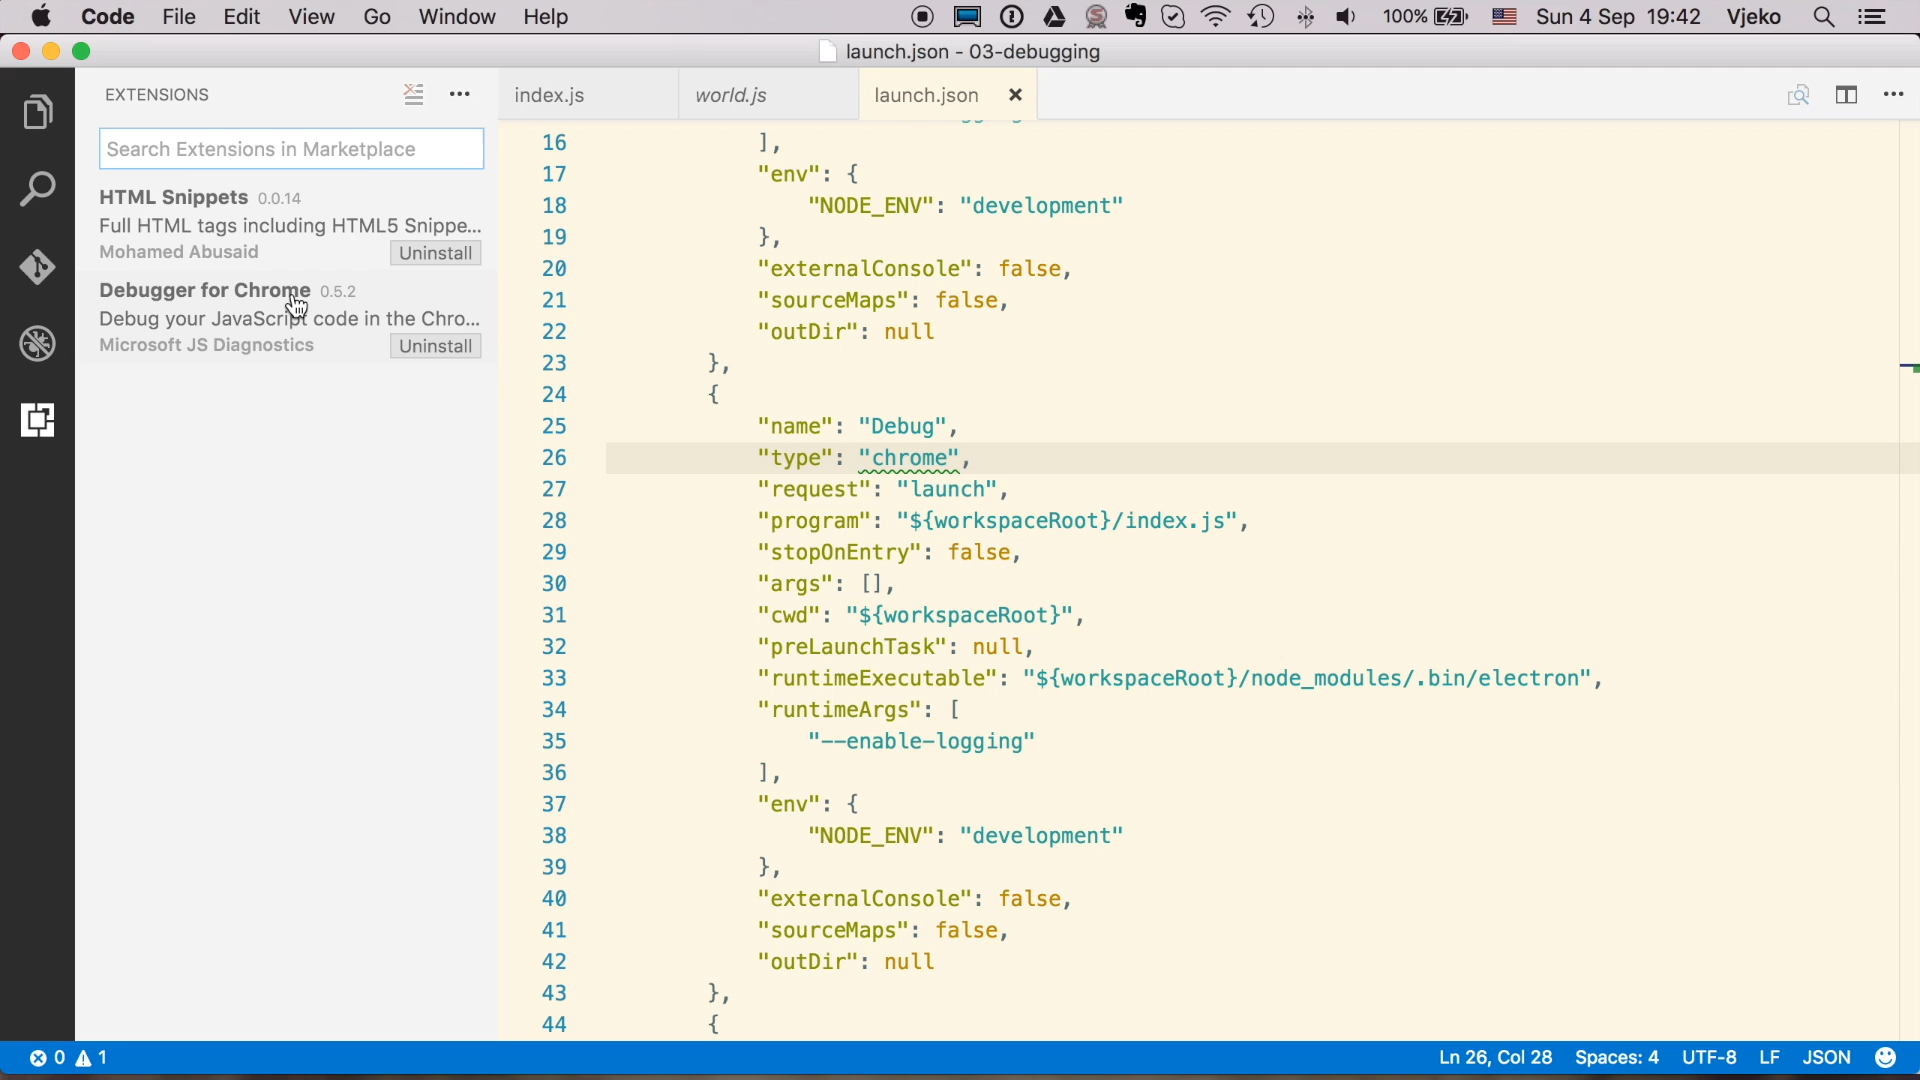 Code File Edit View Go Window Help 100% Sun 4 Sep 19:42 Vjeko
launch.json - 03-debugging
EXTENSIONS
index.js world.js launch.json
Search Extensions in Marketplace
HTML Snippets 0.0.14
Full HTML tags including HTML5 Snippe...
Mohamed Abusaid Uninstall
Debugger for Chrome 0.5.2
Debug your JavaScript code in the Chro...
Microsoft JS Diagnostics Uninstall
16 ],
17 "env": {
18 "NODE_ENV": "development"
19 },
20 "externalConsole": false,
21 "sourceMaps": false,
22 "outDir": null
23 },
24 {
25 "name": "Debug",
26 "type": "chrome",
27 "request": "launch",
28 "program": "${workspaceRoot}/index.js",
29 "stopOnEntry": false,
30 "args": [],
31 "cwd": "${workspaceRoot}",
32 "preLaunchTask": null,
33 "runtimeExecutable": "${workspaceRoot}/node_modules/.bin/electron",
34 "runtimeArgs": [
35 "--enable-logging"
36 ],
37 "env": {
38 "NODE_ENV": "development"
39 },
40 "externalConsole": false,
41 "sourceMaps": false,
42 "outDir": null
43 },
44 {
0 1 Ln 26, Col 28 Spaces: 4 UTF-8 LF JSON